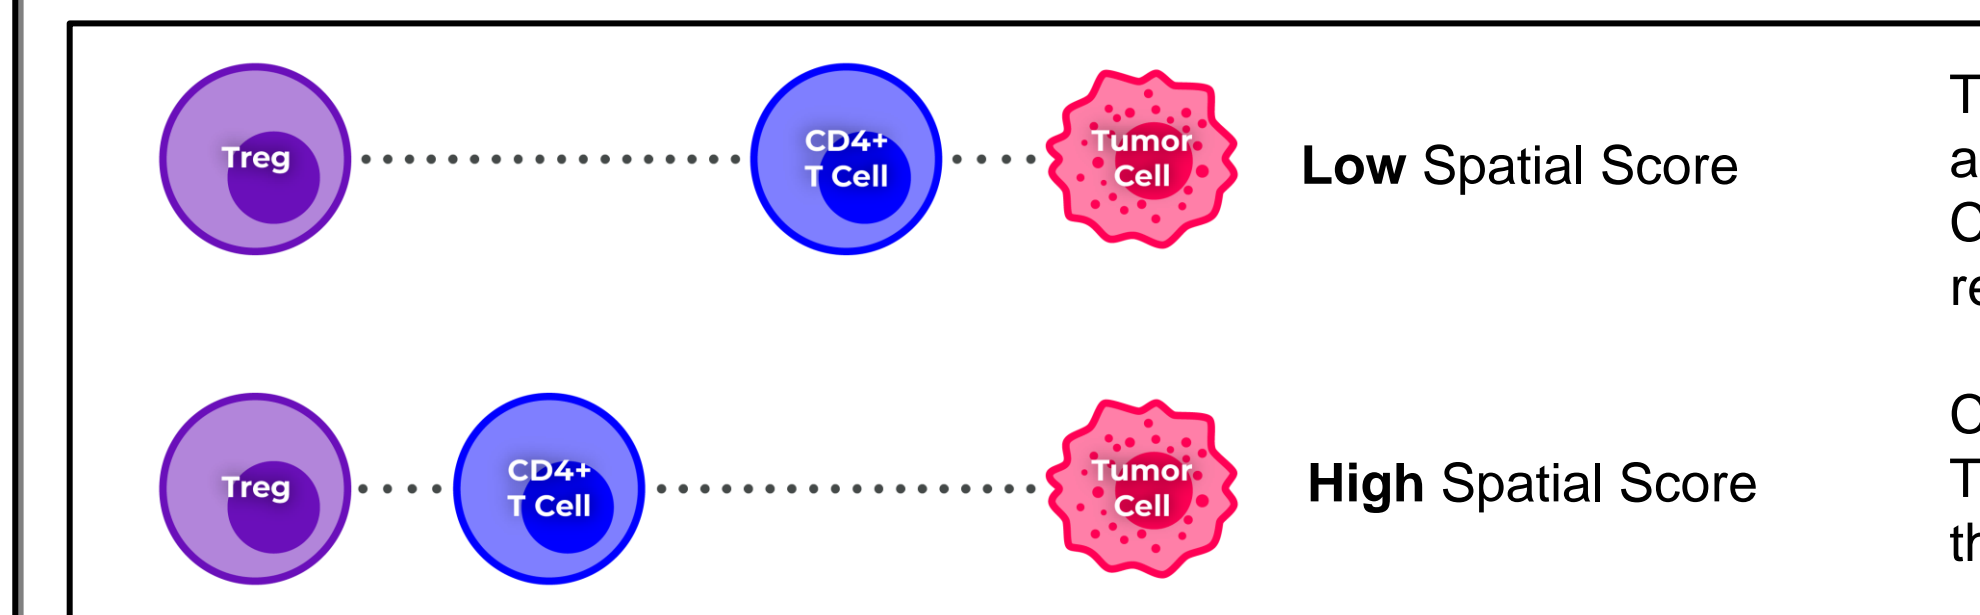 Treg
CD4+
T Cell
Tumor
Cell
Low Spatial Score
Treg
CD4+
T Cell
Tumor
Cell
High Spatial Score